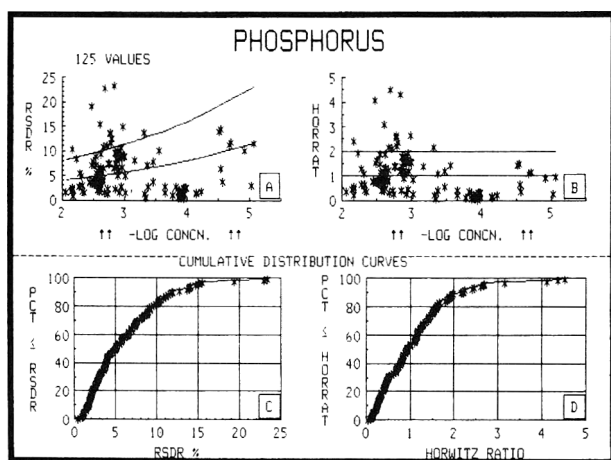 PHOSPHORUS
125 VALUES
RSDR %
25
20
15
10
5
0
2 3 4 5
↑↑ -LOG CONCN. ↑↑
A
HORRAT
5
4
3
2
1
0
2 3 4 5
↑↑ -LOG CONCN. ↑↑
B
CUMULATIVE DISTRIBUTION CURVES
PCT ≤ RSDR
100
80
60
40
20
0
0 5 10 15 20 25
RSDR %
C
PCT ≤ HORRAT
100
80
60
40
20
0
0 1 2 3 4 5
HORWITZ RATIO
D